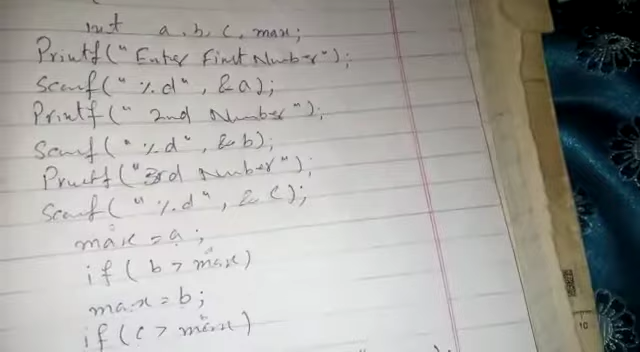 int a, b, c, max;
Printf(" Enter First Number");
Scanf(" %d", &a);
Printf(" 2nd Number");
Scanf(" %d", &b);
Printf("3rd Number");
Scanf(" %d", & c);
max = a;
if( b > max)
max = b;
if( c > max)
10